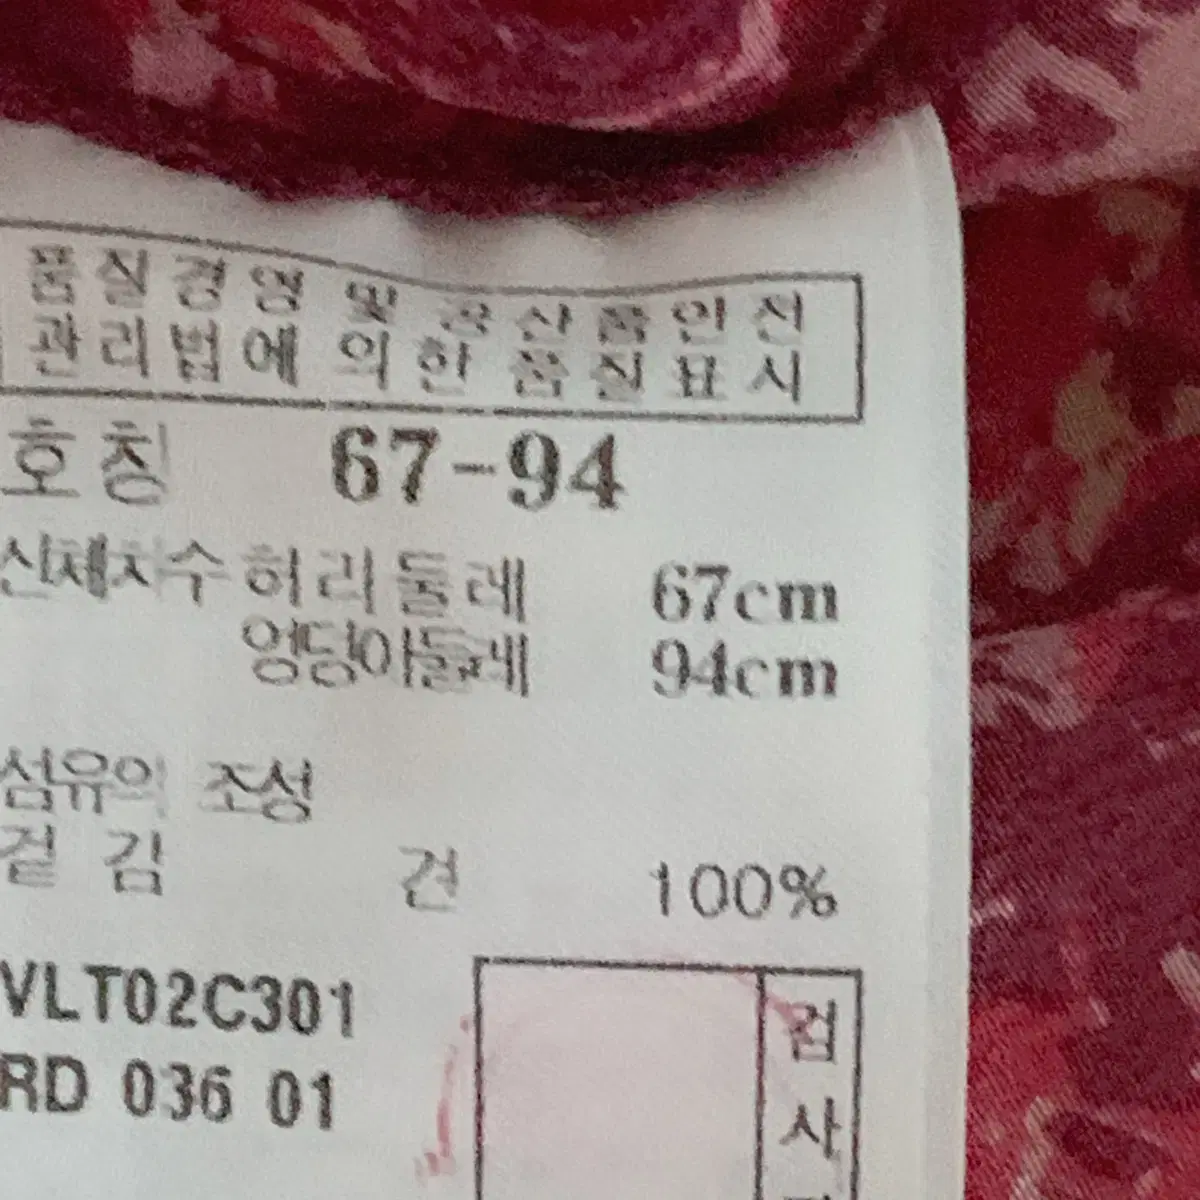 품질경영 및 공산품안전
관리법에 의한 품질표시
호칭 67-94
신체치수 허리둘레 67cm
엉덩이둘레 94cm
섬유의 조성
겉감 견 100%
VLT02C301
RD 036 01
검사